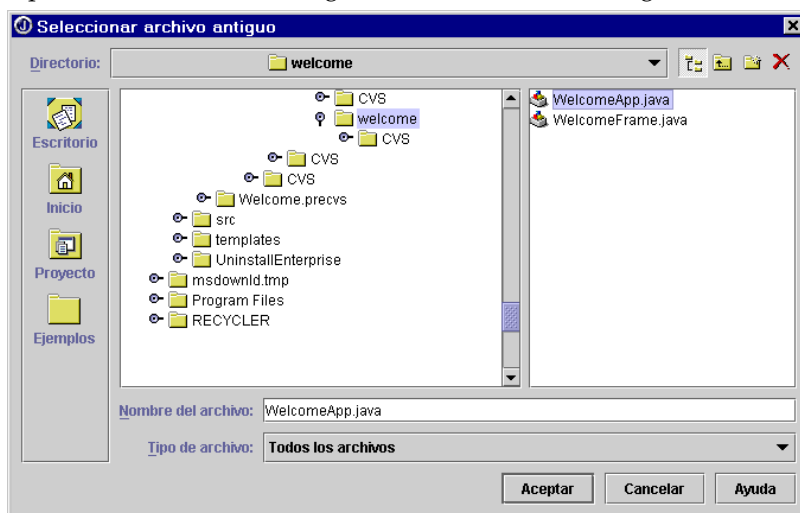 Seleccionar archivo antiguo
Directorio: welcome
Escritorio
Inicio
Proyecto
Ejemplos
CVS
welcome
CVS
CVS
CVS
Welcome.precvs
src
templates
UninstallEnterprise
msdownld.tmp
Program Files
RECYCLER
WelcomeApp.java
WelcomeFrame.java
Nombre del archivo: WelcomeApp.java
Tipo de archivo: Todos los archivos
Aceptar Cancelar Ayuda